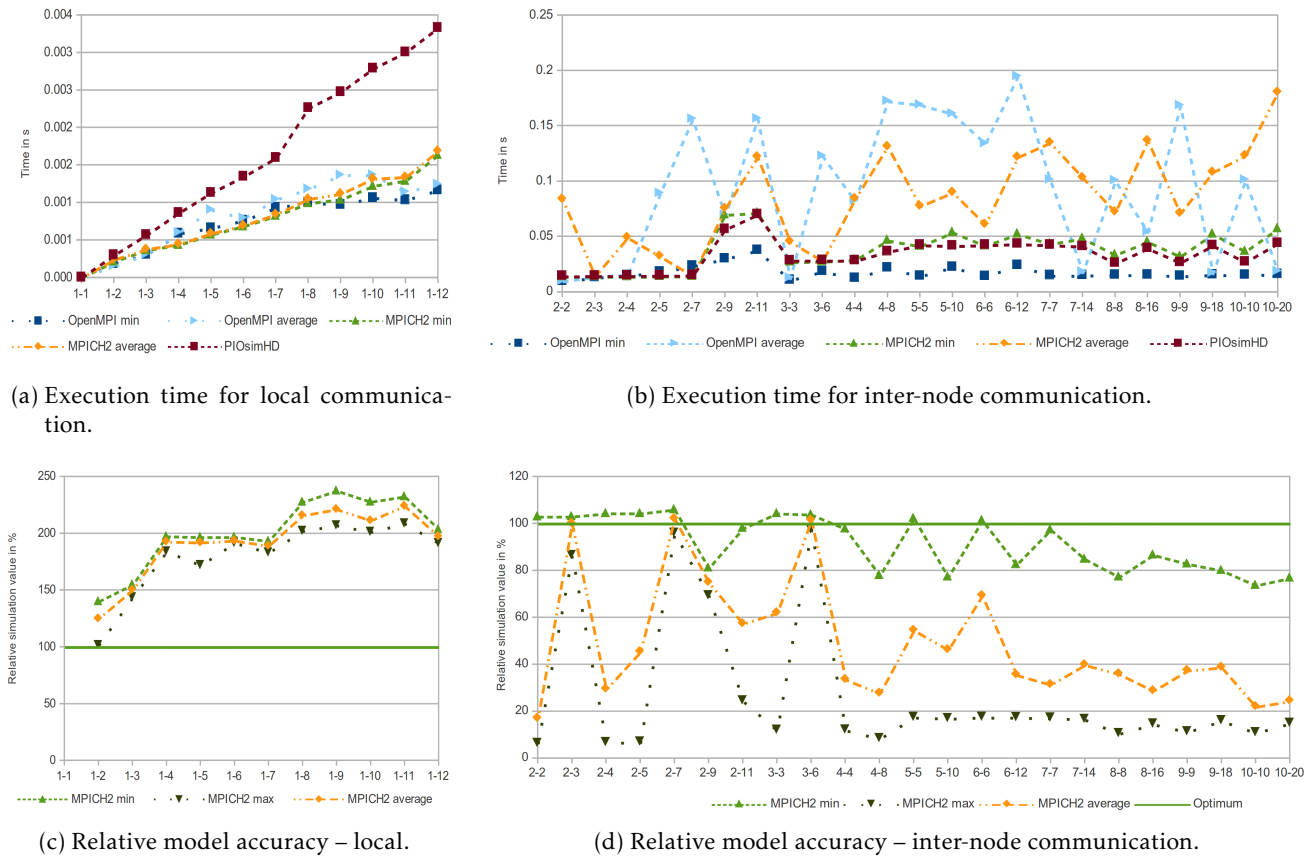 0.004
0.003
0.003
0.002
0.002
0.001
0.001
0.000
Time in s
1-1 1-2 1-3 1-4 1-5 1-6 1-7 1-8 1-9 1-10 1-11 1-12
OpenMPI min OpenMPI average MPICH2 min
MPICH2 average PIOsimHD
(a) Execution time for local communica-
tion.
0.25
0.2
0.15
0.1
0.05
0
Time in s
2-2 2-3 2-4 2-5 2-7 2-9 2-11 3-3 3-6 4-4 4-8 5-5 5-10 6-6 6-12 7-7 7-14 8-8 8-16 9-9 9-18 10-10 10-20
OpenMPI min OpenMPI average MPICH2 min MPICH2 average PIOsimHD
(b) Execution time for inter-node communication.
250
200
150
100
50
0
Relative simulation value in %
1-1 1-2 1-3 1-4 1-5 1-6 1-7 1-8 1-9 1-10 1-11 1-12
MPICH2 min MPICH2 max MPICH2 average
(c) Relative model accuracy – local.
120
100
80
60
40
20
0
Relative simulation value in %
2-2 2-3 2-4 2-5 2-7 2-9 2-11 3-3 3-6 4-4 4-8 5-5 5-10 6-6 6-12 7-7 7-14 8-8 8-16 9-9 9-18 10-10 10-20
MPICH2 min MPICH2 max MPICH2 average Optimum
(d) Relative model accuracy – inter-node communication.